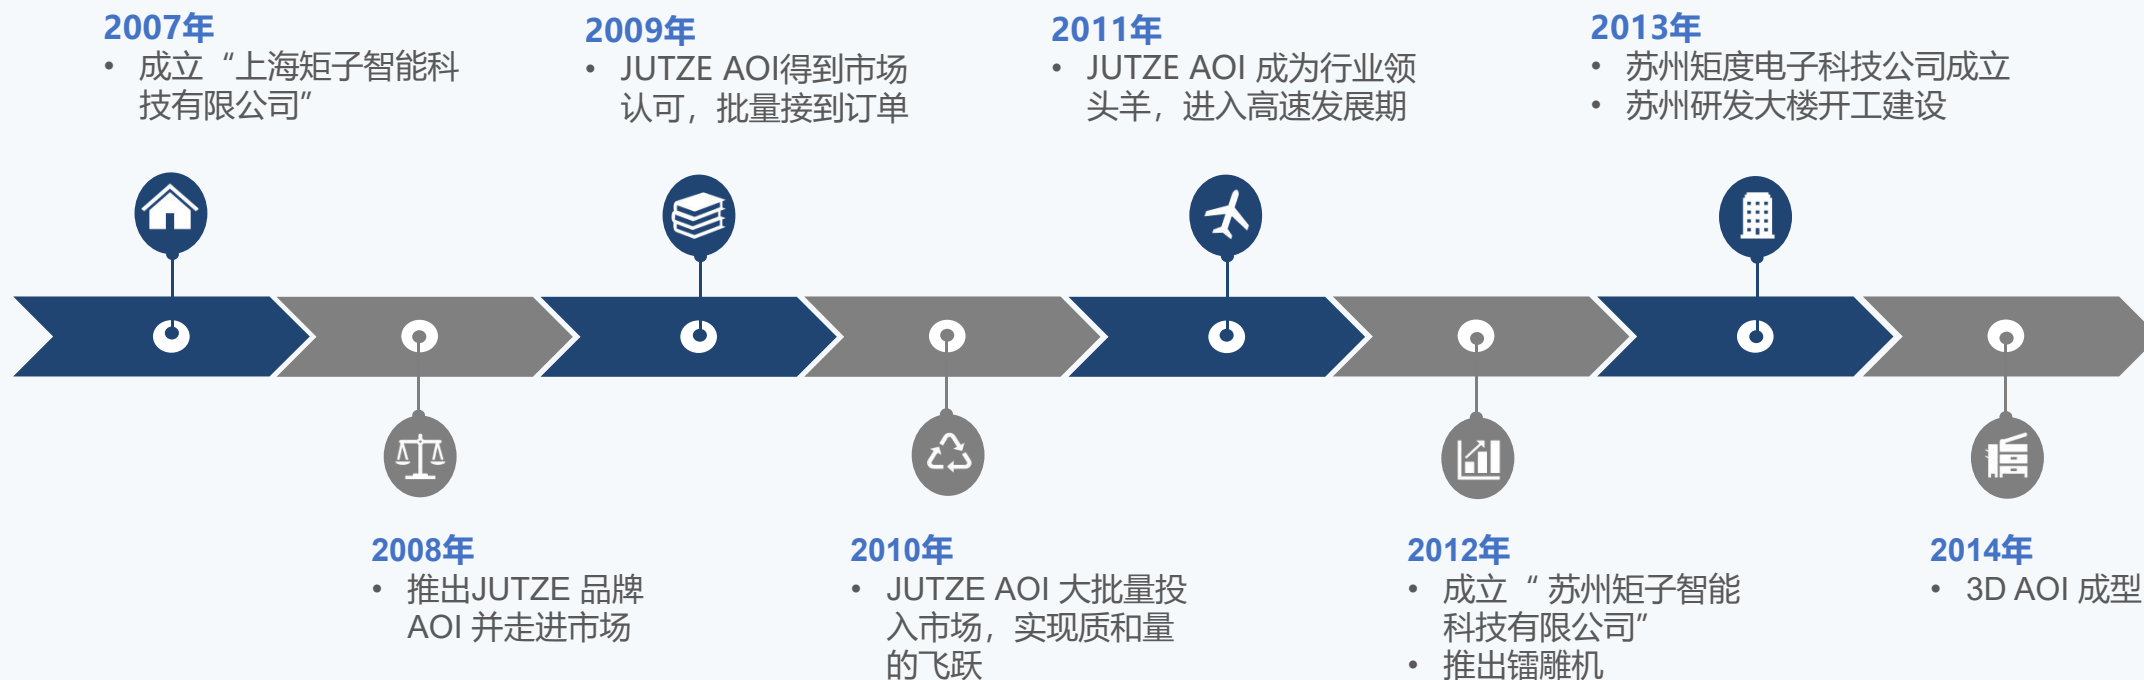 2007年
• 成立“上海矩子智能科
技有限公司”
2009年
• JUTZE AOI得到市场
认可，批量接到订单
2011年
• JUTZE AOI 成为行业领
头羊，进入高速发展期
2013年
• 苏州矩度电子科技公司成立
• 苏州研发大楼开工建设
2008年
• 推出JUTZE 品牌
AOI 并走进市场
2010年
• JUTZE AOI 大批量投
入市场，实现质和量
的飞跃
2012年
• 成立“ 苏州矩子智能
科技有限公司”
• 推出镭雕机
2014年
• 3D AOI 成型